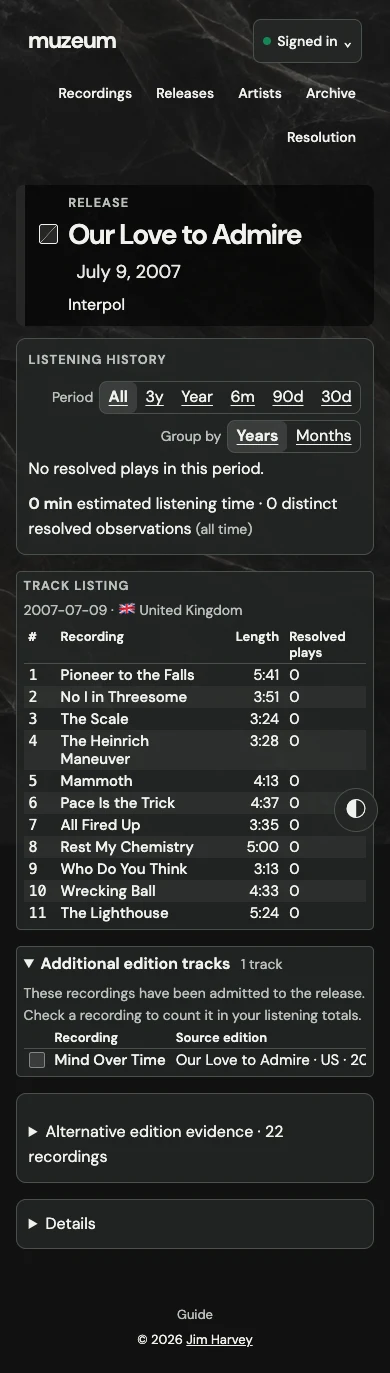 muzeum
Signed in
Recordings Releases Artists Archive
Resolution
RELEASE
Our Love to Admire
July 9, 2007
Interpol
LISTENING HISTORY
Period All 3y Year 6m 90d 30d
Group by Years Months
No resolved plays in this period.
0 min estimated listening time · 0 distinct
resolved observations (all time)
TRACK LISTING
2007-07-09 · 🇬🇧 United Kingdom
# Recording Length Resolved
plays
1 Pioneer to the Falls 5:41 0
2 No I in Threesome 3:51 0
3 The Scale 3:24 0
4 The Heinrich 3:28 0
Maneuver
5 Mammoth 4:13 0
6 Pace Is the Trick 4:37 0
7 All Fired Up 3:35 0
8 Rest My Chemistry 5:00 0
9 Who Do You Think 3:13 0
10 Wrecking Ball 4:33 0
11 The Lighthouse 5:24 0
▼ Additional edition tracks 1 track
These recordings have been admitted to the release.
Check a recording to count it in your listening totals.
Recording Source edition
Mind Over Time Our Love to Admire · US · 20
▶ Alternative edition evidence · 22
recordings
▶ Details
Guide
© 2026 Jim Harvey